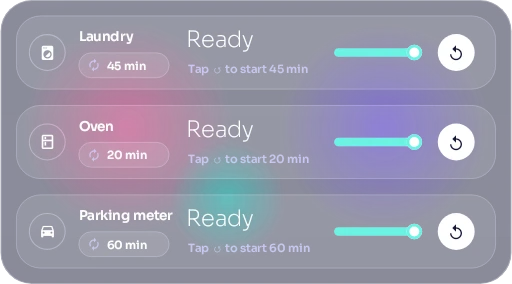 Laundry
Ready
45 min
Tap ↺ to start 45 min
Oven
Ready
20 min
Tap ↺ to start 20 min
Parking meter
Ready
60 min
Tap ↺ to start 60 min